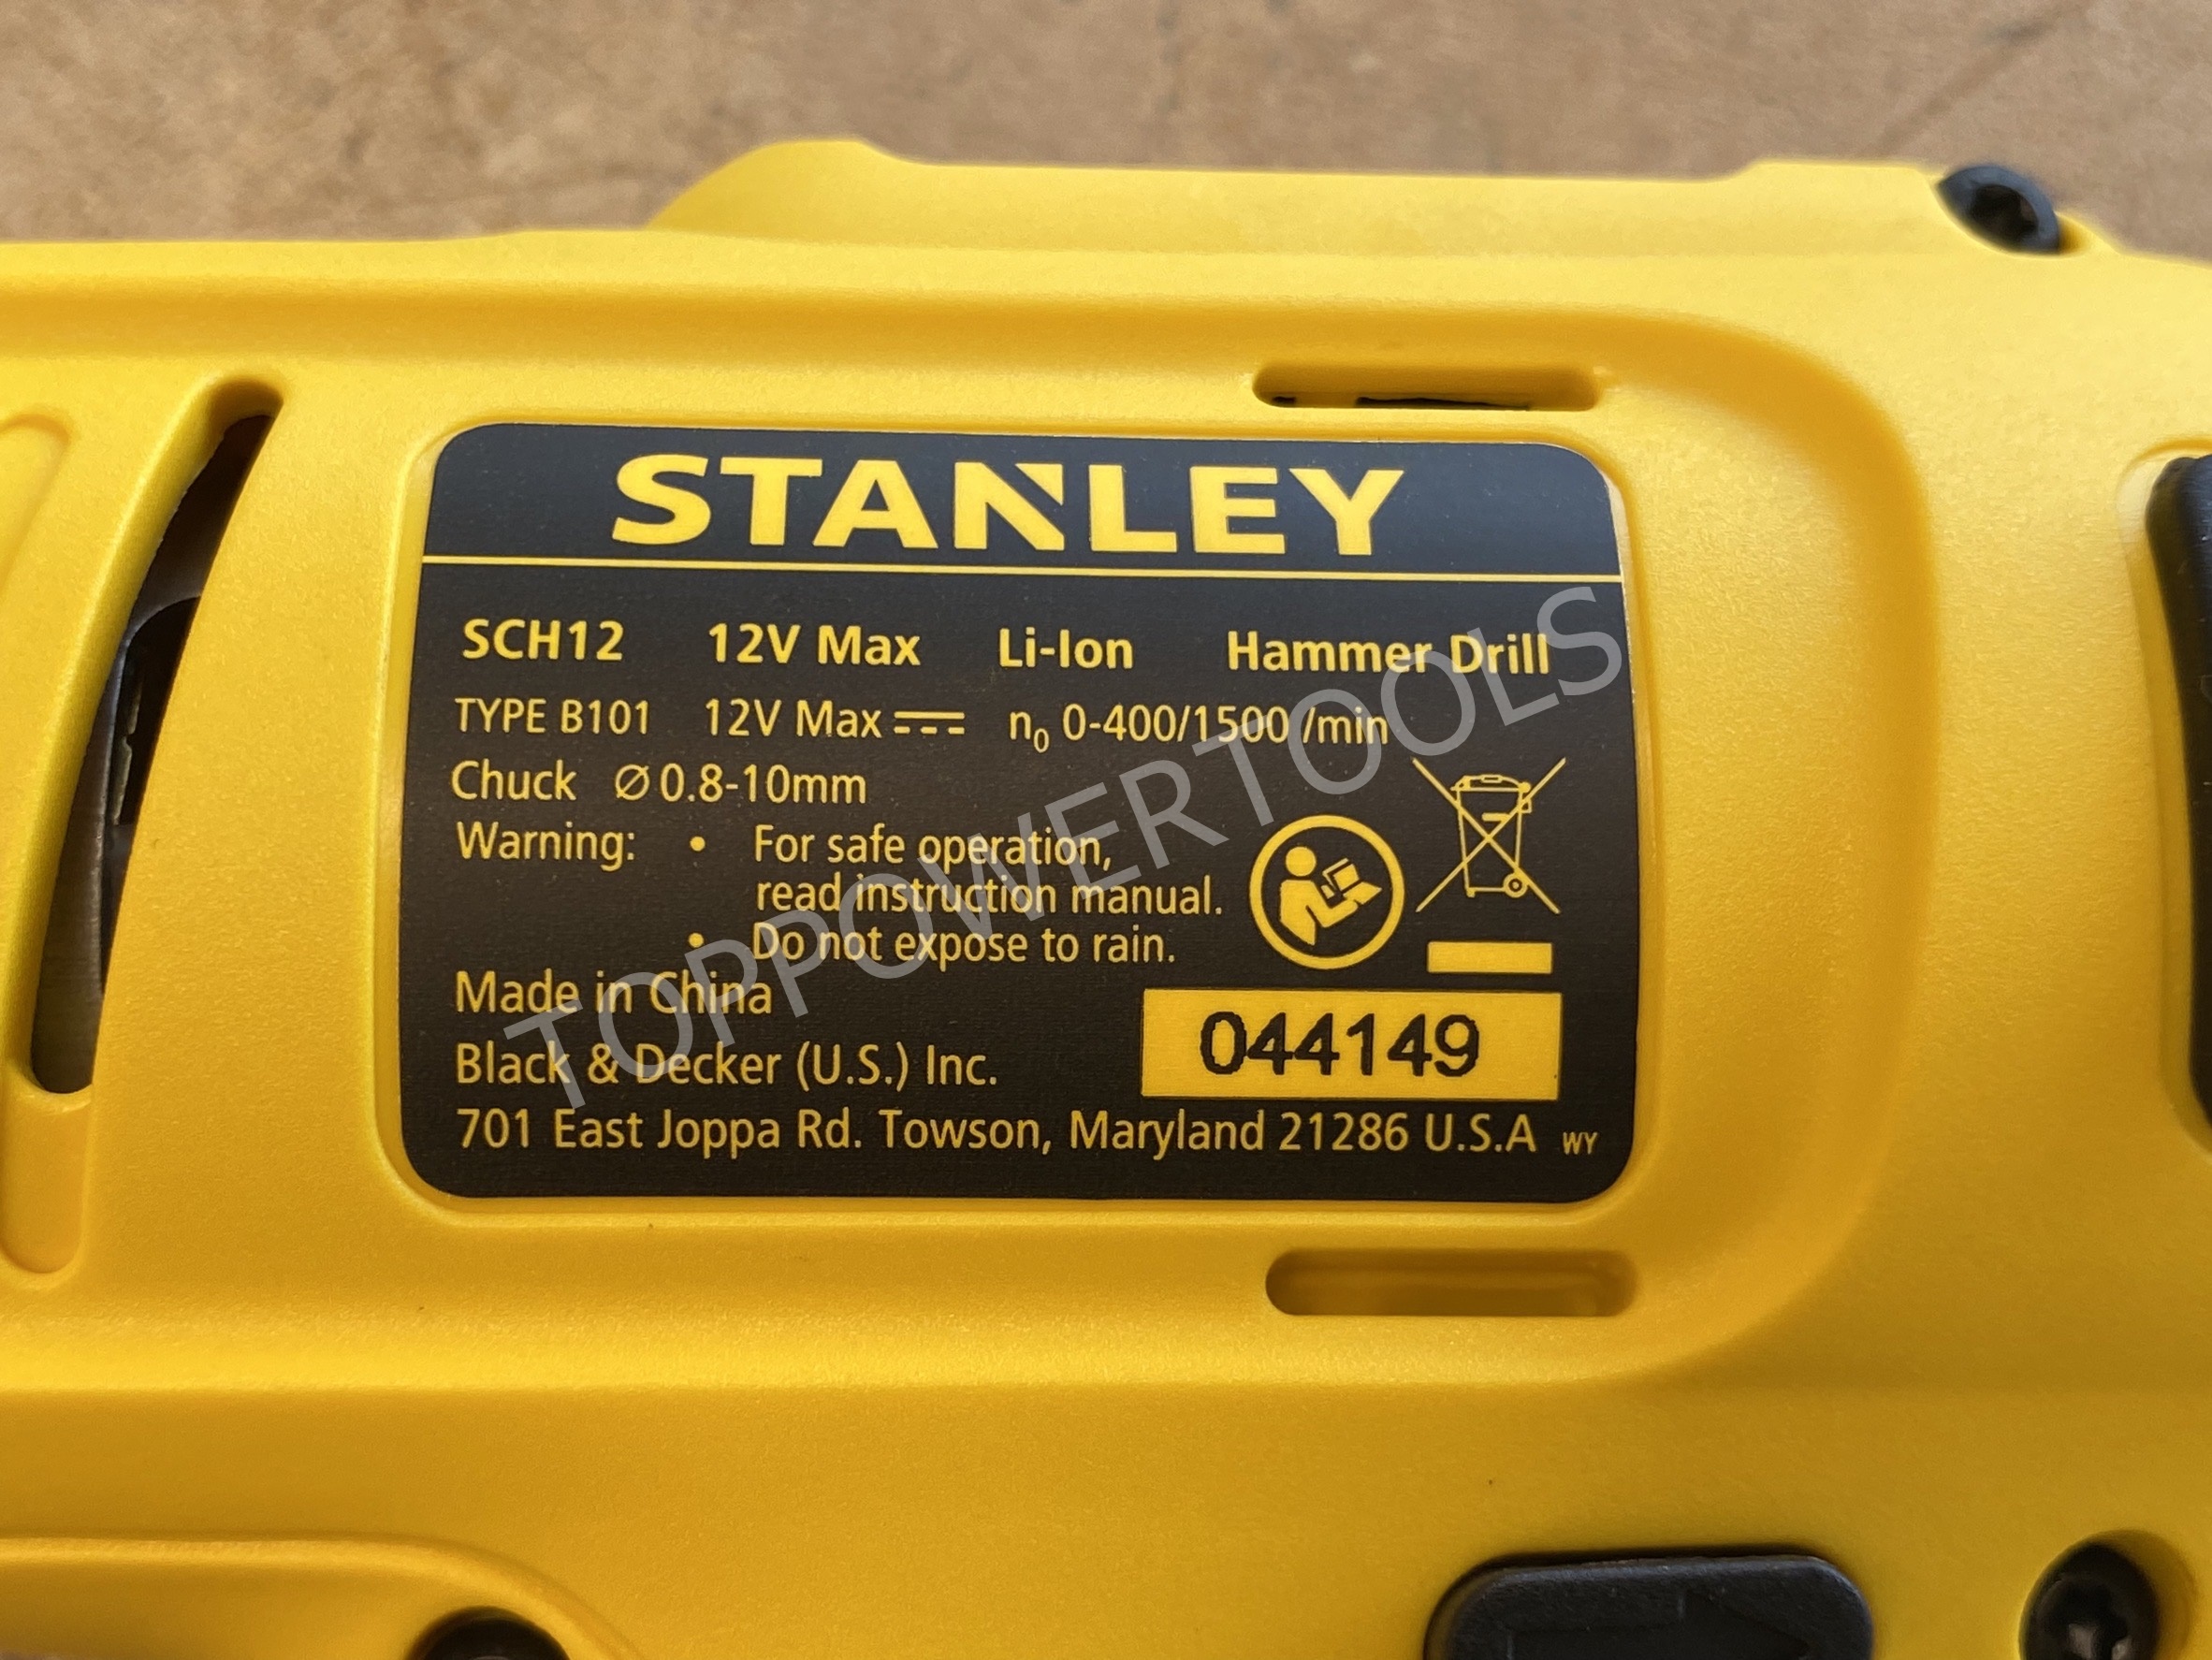 STANLEY
SCH12 12V Max Li-Ion Hammer Drill
TYPE B101 12V Max ⎓ n0 0-400/1500 /min
Chuck Ø 0.8-10mm
Warning: • For safe operation,
read instruction manual.
• Do not expose to rain.
Made in China
044149
Black & Decker (U.S.) Inc.
701 East Joppa Rd. Towson, Maryland 21286 U.S.A WY
TOPPOWERTOOLS